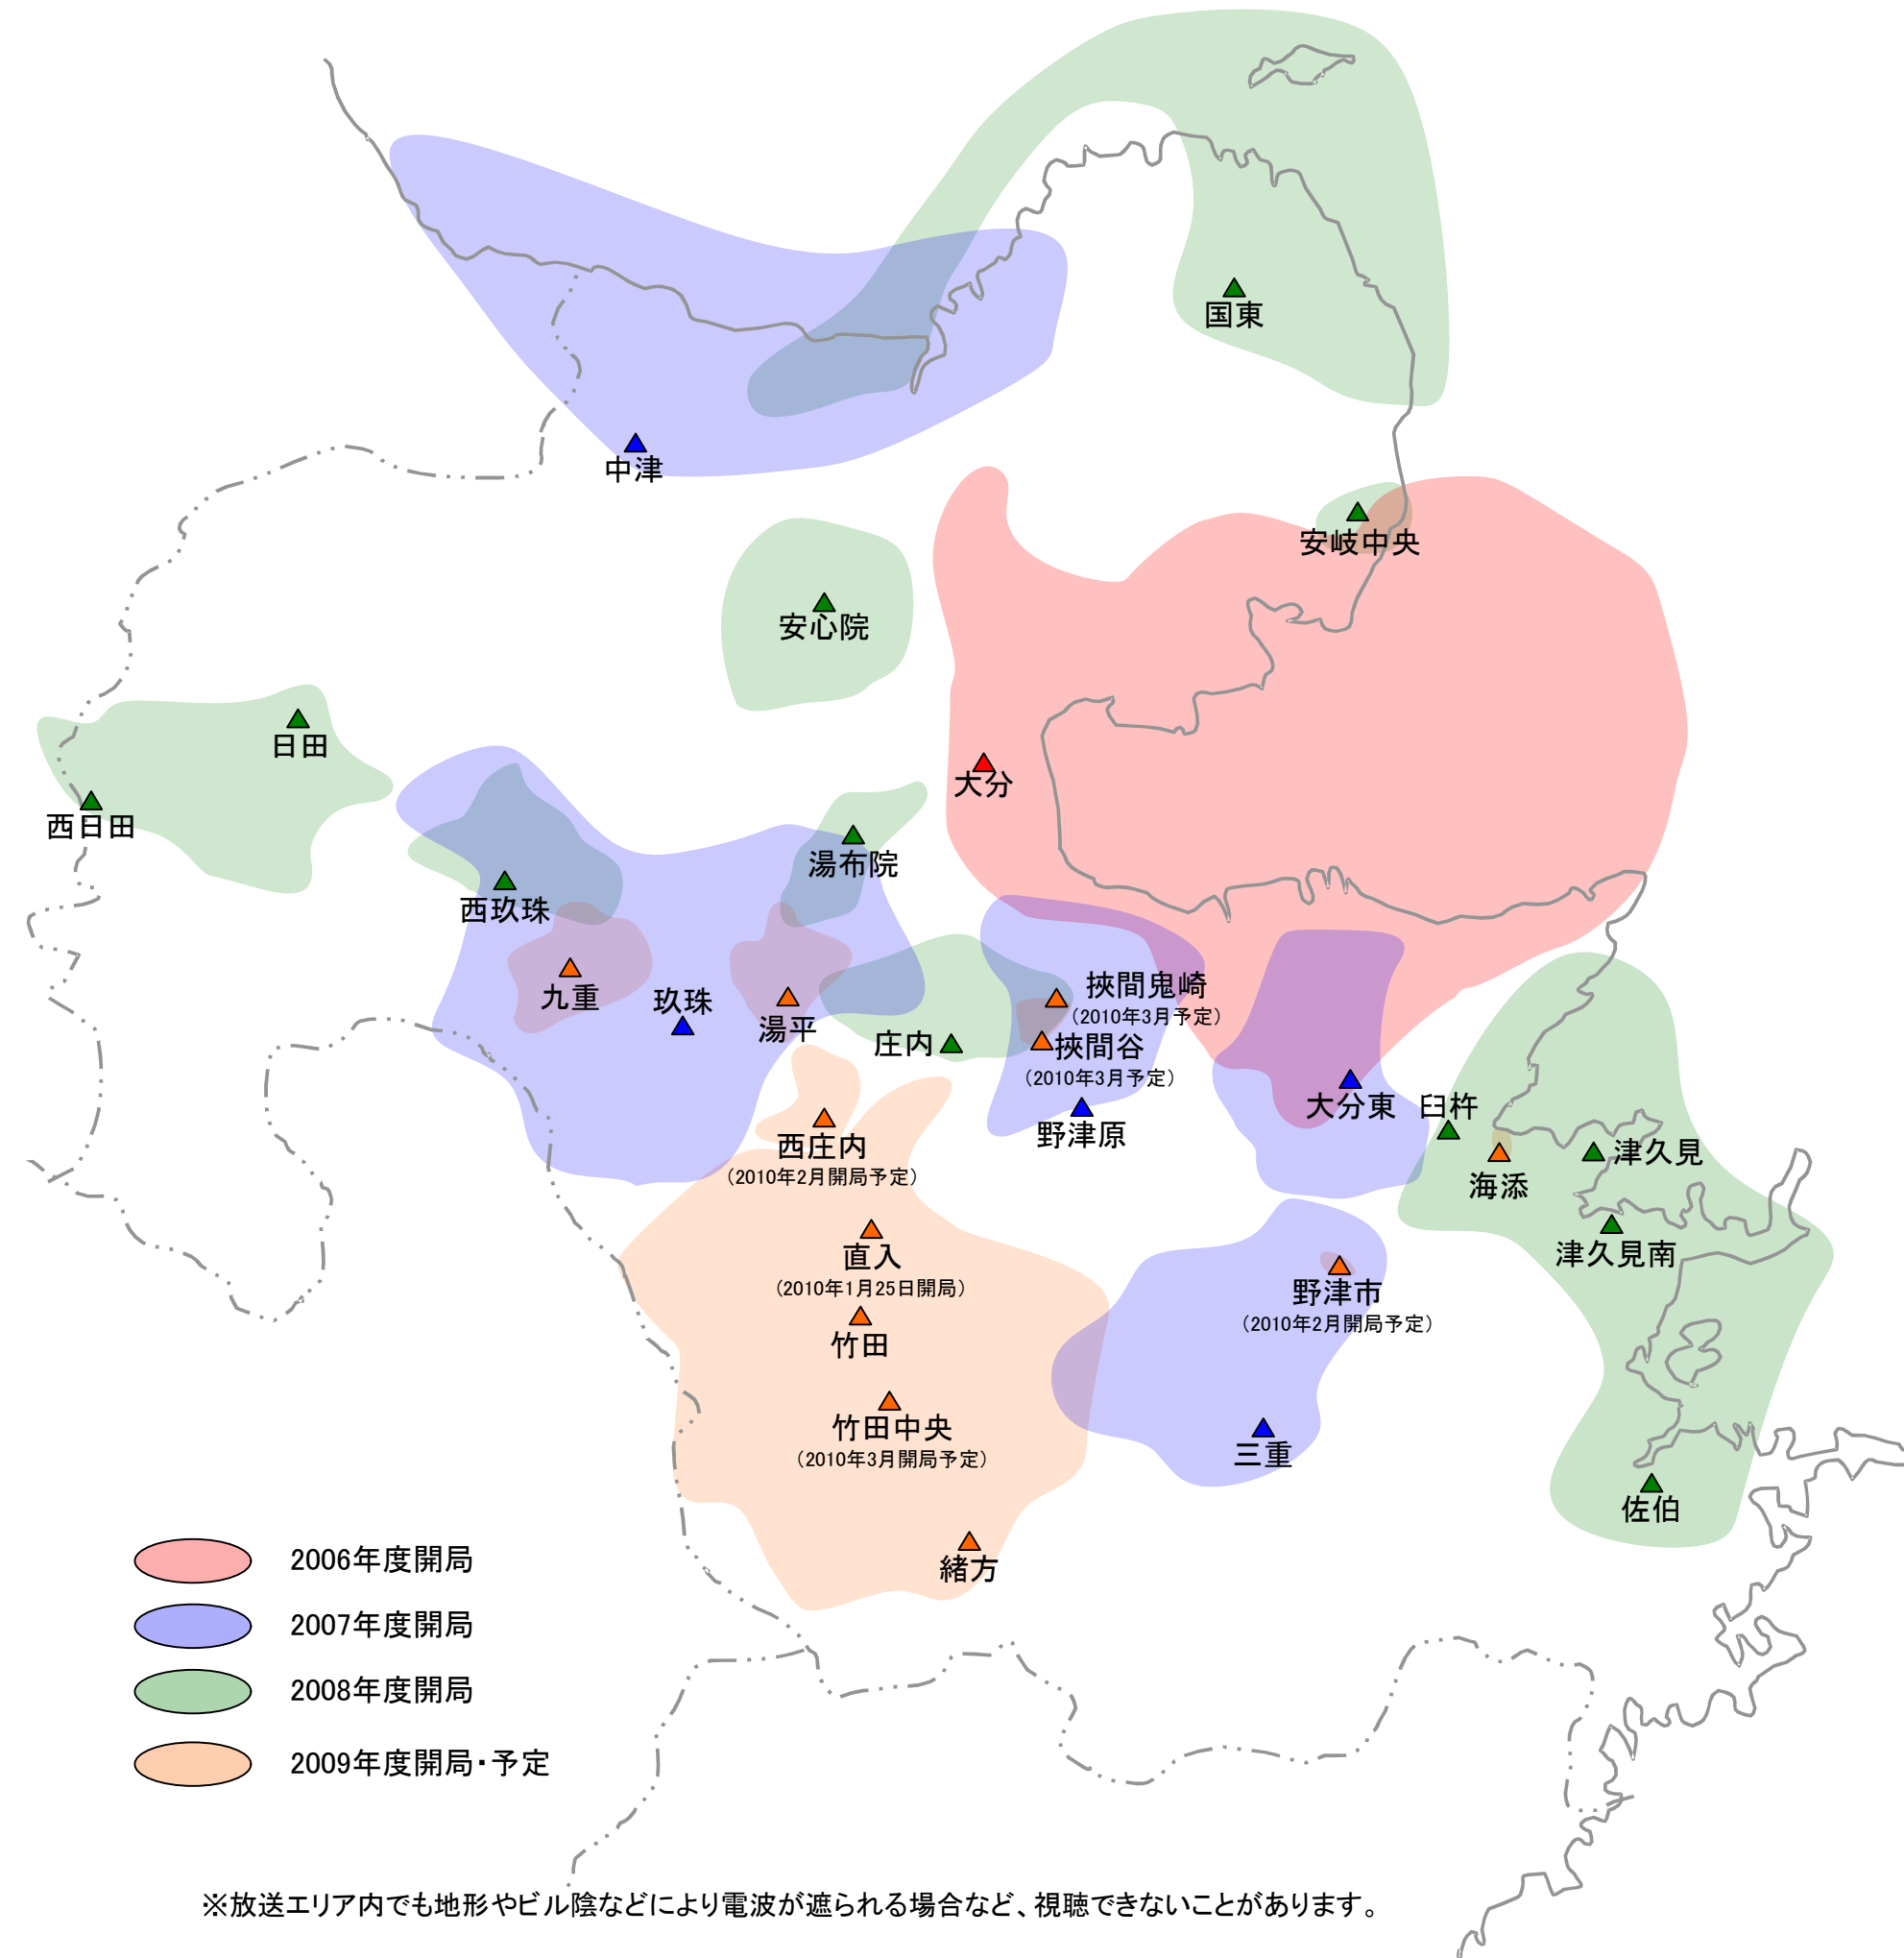 国東
中津
安岐中央
安心院
日田
大分
西日田
湯布院
西玖珠
九重
玖珠
湯平
挾間鬼崎
（2010年3月予定）
庄内
挾間谷
（2010年3月予定）
野津原
大分東
臼杵
津久見
海添
西庄内
（2010年2月開局予定）
津久見南
直入
（2010年1月25日開局）
野津市
（2010年2月開局予定）
竹田
竹田中央
（2010年3月開局予定）
三重
佐伯
緒方
2006年度開局
2007年度開局
2008年度開局
2009年度開局・予定
※放送エリア内でも地形やビル陰などにより電波が遮られる場合など、視聴できないことがあります。